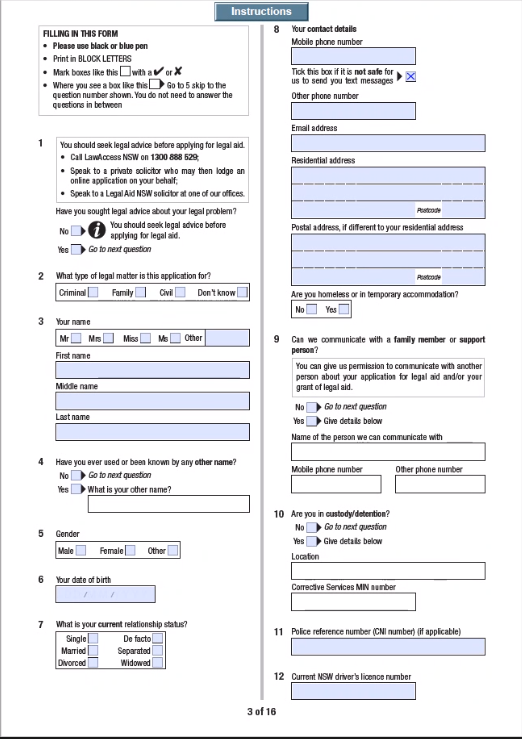 Instructions
FILLING IN THIS FORM
• Please use black or blue pen
• Print in BLOCK LETTERS
• Mark boxes like this with a ✔ or ✘
• Where you see a box like this Go to 5 skip to the
question number shown. You do not need to answer the
questions in between
1
You should seek legal advice before applying for legal aid.
• Call LawAccess NSW on 1300 888 529;
• Speak to a private solicitor who may then lodge an
online application on your behalf;
• Speak to a Legal Aid NSW solicitor at one of our offices.
Have you sought legal advice about your legal problem?
No i You should seek legal advice before
applying for legal aid.
Yes Go to next question
2 What type of legal matter is this application for?
Criminal Family Civil Don't know
3 Your name
Mr Mrs Miss Ms Other
First name
Middle name
Last name
4 Have you ever used or been known by any other name?
No Go to next question
Yes What is your other name?
5 Gender
Male Female Other
6 Your date of birth
/ /
7 What is your current relationship status?
Single De facto
Married Separated
Divorced Widowed
8 Your contact details
Mobile phone number
Tick this box if it is not safe for
us to send you text messages
Other phone number
Email address
Residential address
Postcode
Postal address, if different to your residential address
Postcode
Are you homeless or in temporary accommodation?
No Yes
9 Can we communicate with a family member or support
person?
You can give us permission to communicate with another
person about your application for legal aid and/or your
grant of legal aid.
No Go to next question
Yes Give details below
Name of the person we can communicate with
Mobile phone number Other phone number
10 Are you in custody/detention?
No Go to next question
Yes Give details below
Location
Corrective Services MIN number
11 Police reference number (CNI number) (if applicable)
12 Current NSW driver's licence number
3 of 16